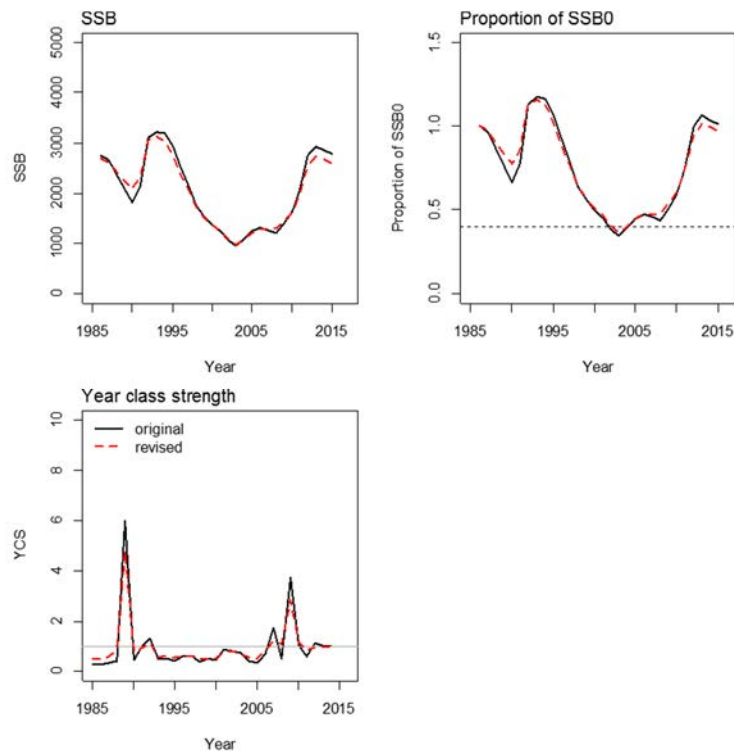 SSB
SSB
5000
4000
3000
2000
1000
0
1985 1995 2005 2015
Year
Proportion of SSB0
Proportion of SSB0
1.5
1.0
0.5
0.0
1985 1995 2005 2015
Year
Year class strength
original
revised
YCS
10
8
6
4
2
0
1985 1995 2005 2015
Year